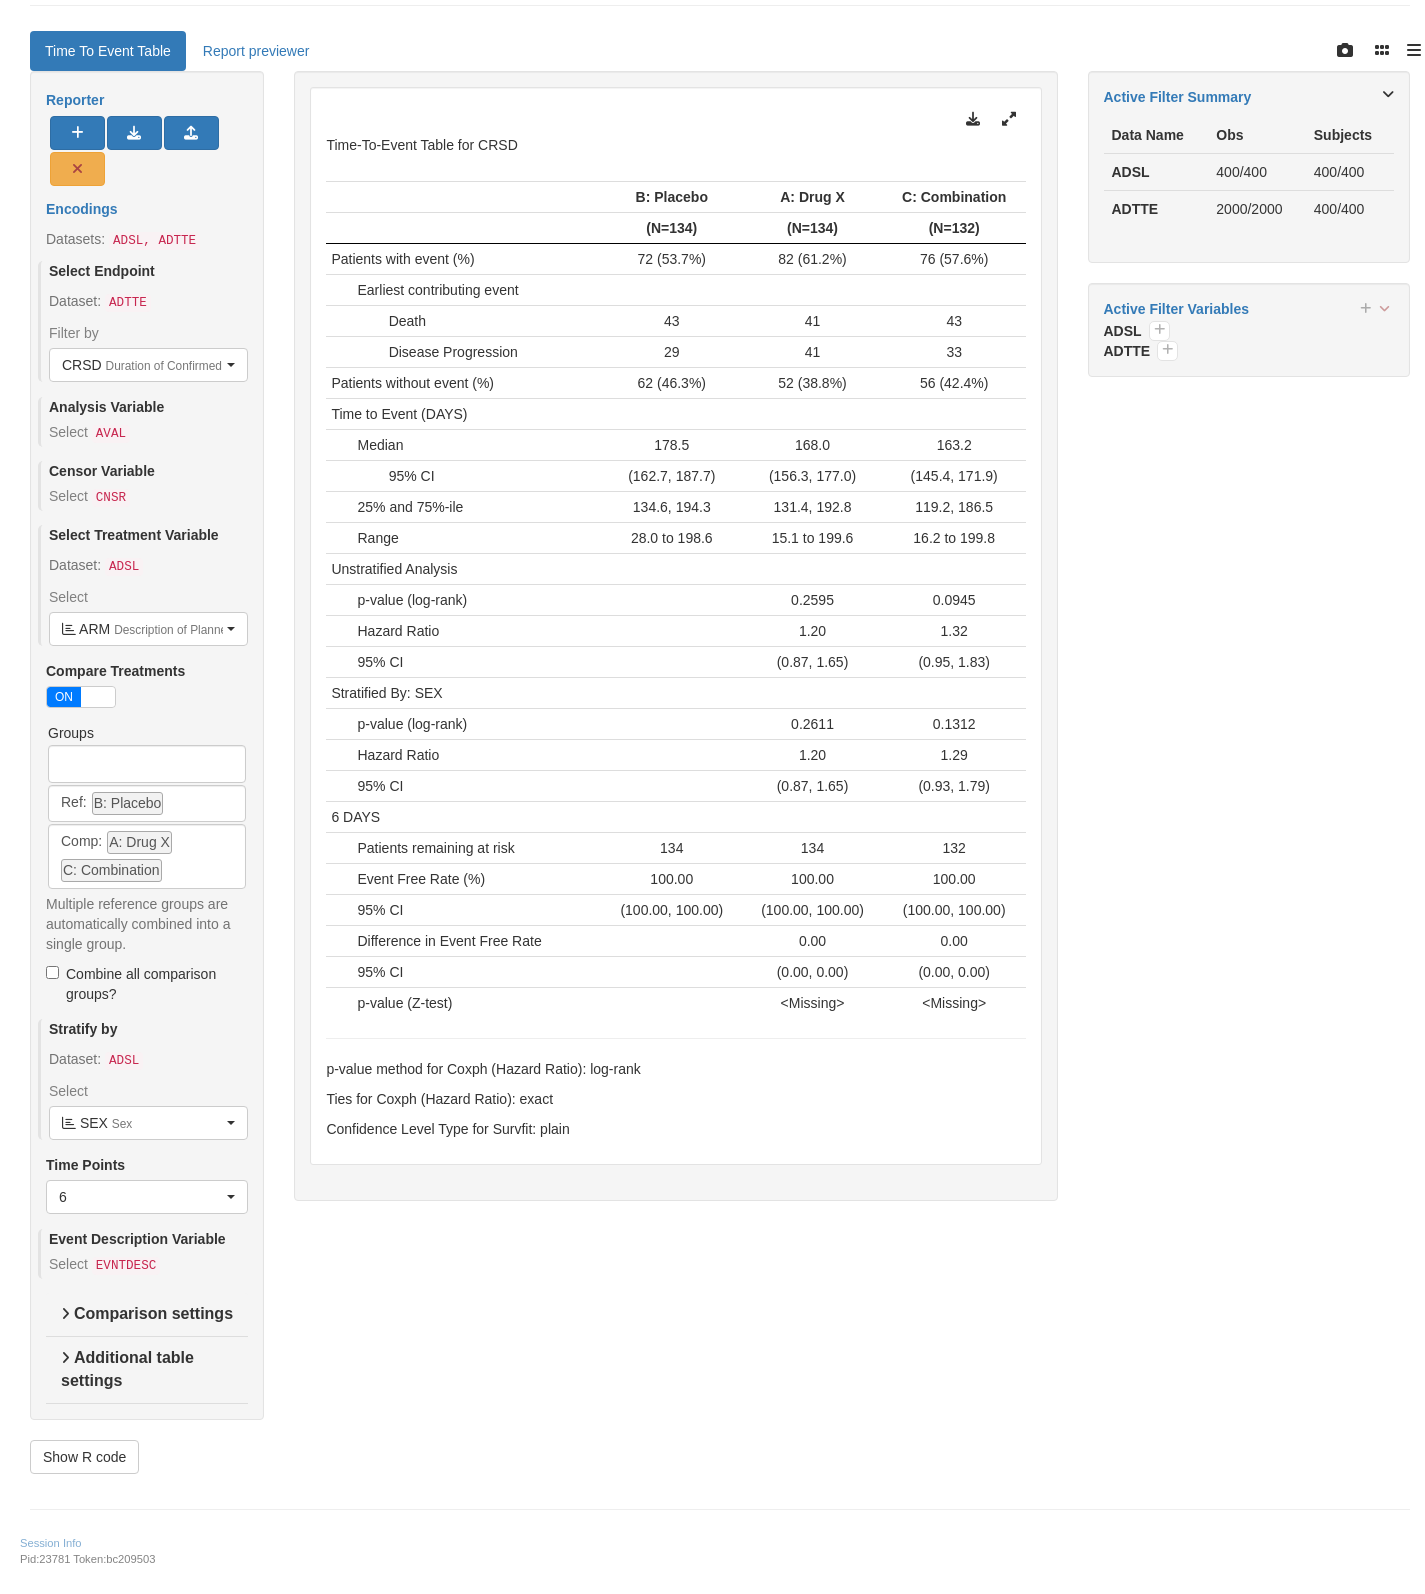 Time To Event Table
Report previewer
Reporter
Encodings
Datasets: ADSL, ADTTE
Select Endpoint
Dataset: ADTTE
Filter by
CRSD Duration of Confirmed
Analysis Variable
Select AVAL
Censor Variable
Select CNSR
Select Treatment Variable
Dataset: ADSL
Select
ARM Description of Planne
Compare Treatments
ON
Groups
Ref: B: Placebo
Comp: A: Drug X
C: Combination
Multiple reference groups are
automatically combined into a
single group.
Combine all comparison
groups?
Stratify by
Dataset: ADSL
Select
SEX Sex
Time Points
6
Event Description Variable
Select EVNTDESC
Comparison settings
Additional table
settings
Show R code
Time-To-Event Table for CRSD
B: Placebo A: Drug X C: Combination
(N=134) (N=134) (N=132)
Patients with event (%) 72 (53.7%) 82 (61.2%) 76 (57.6%)
Earliest contributing event
Death 43 41 43
Disease Progression 29 41 33
Patients without event (%) 62 (46.3%) 52 (38.8%) 56 (42.4%)
Time to Event (DAYS)
Median 178.5 168.0 163.2
95% CI (162.7, 187.7) (156.3, 177.0) (145.4, 171.9)
25% and 75%-ile 134.6, 194.3 131.4, 192.8 119.2, 186.5
Range 28.0 to 198.6 15.1 to 199.6 16.2 to 199.8
Unstratified Analysis
p-value (log-rank) 0.2595 0.0945
Hazard Ratio 1.20 1.32
95% CI (0.87, 1.65) (0.95, 1.83)
Stratified By: SEX
p-value (log-rank) 0.2611 0.1312
Hazard Ratio 1.20 1.29
95% CI (0.87, 1.65) (0.93, 1.79)
6 DAYS
Patients remaining at risk 134 134 132
Event Free Rate (%) 100.00 100.00 100.00
95% CI (100.00, 100.00) (100.00, 100.00) (100.00, 100.00)
Difference in Event Free Rate 0.00 0.00
95% CI (0.00, 0.00) (0.00, 0.00)
p-value (Z-test) <Missing> <Missing>
p-value method for Coxph (Hazard Ratio): log-rank
Ties for Coxph (Hazard Ratio): exact
Confidence Level Type for Survfit: plain
Active Filter Summary
Data Name Obs Subjects
ADSL 400/400 400/400
ADTTE 2000/2000 400/400
Active Filter Variables
ADSL
ADTTE
Session Info
Pid:23781 Token:bc209503